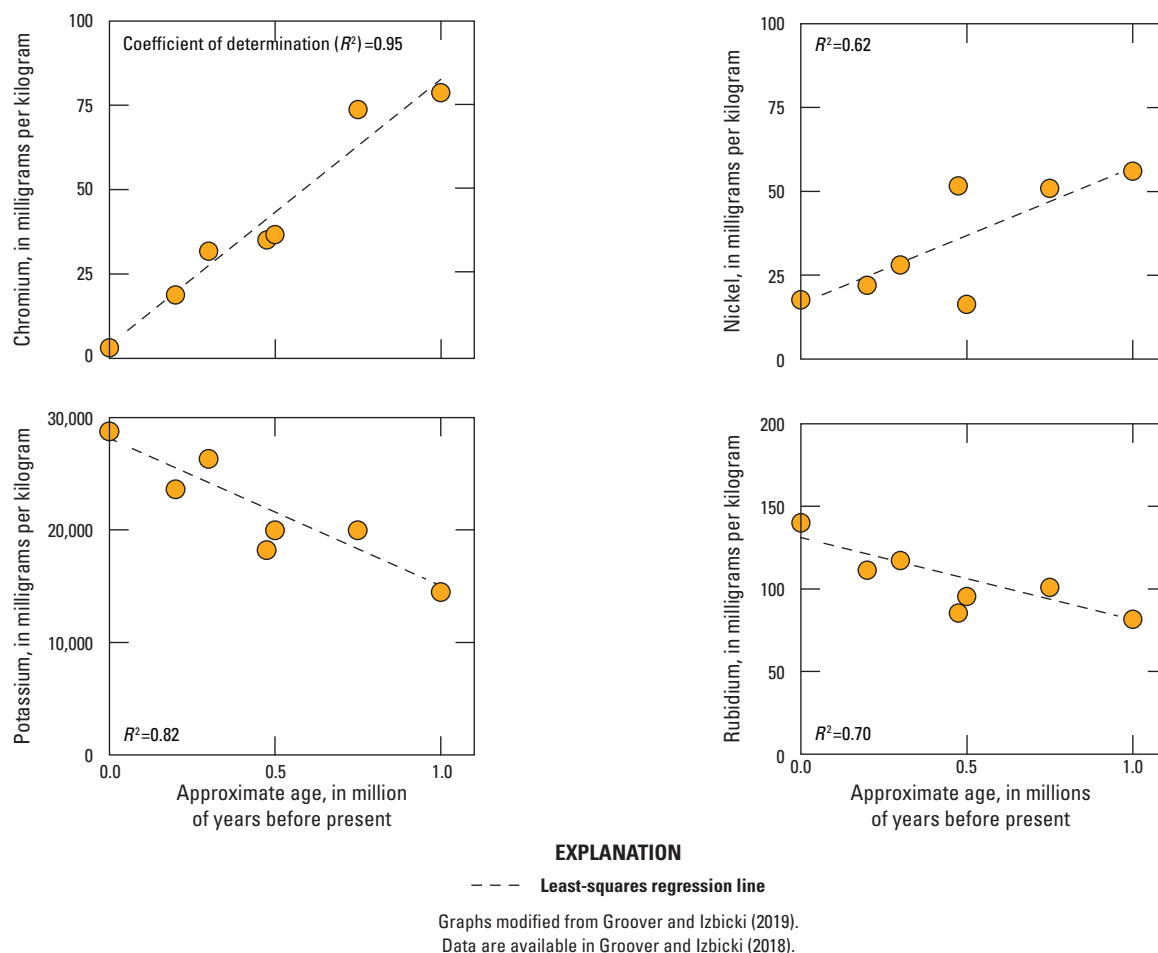 Chromium, in milligrams per kilogram
100
75
50
25
0
Coefficient of determination (R²)=0.95
Nickel, in milligrams per kilogram
100
75
50
25
0
R²=0.62
Potassium, in milligrams per kilogram
30,000
20,000
10,000
0
R²=0.82
0.0
0.5
1.0
Approximate age, in million
of years before present
Rubidium, in milligrams per kilogram
200
150
100
50
0
R²=0.70
0.0
0.5
1.0
Approximate age, in millions
of years before present
EXPLANATION
Least-squares regression line
Graphs modified from Groover and Izbicki (2019).
Data are available in Groover and Izbicki (2018).